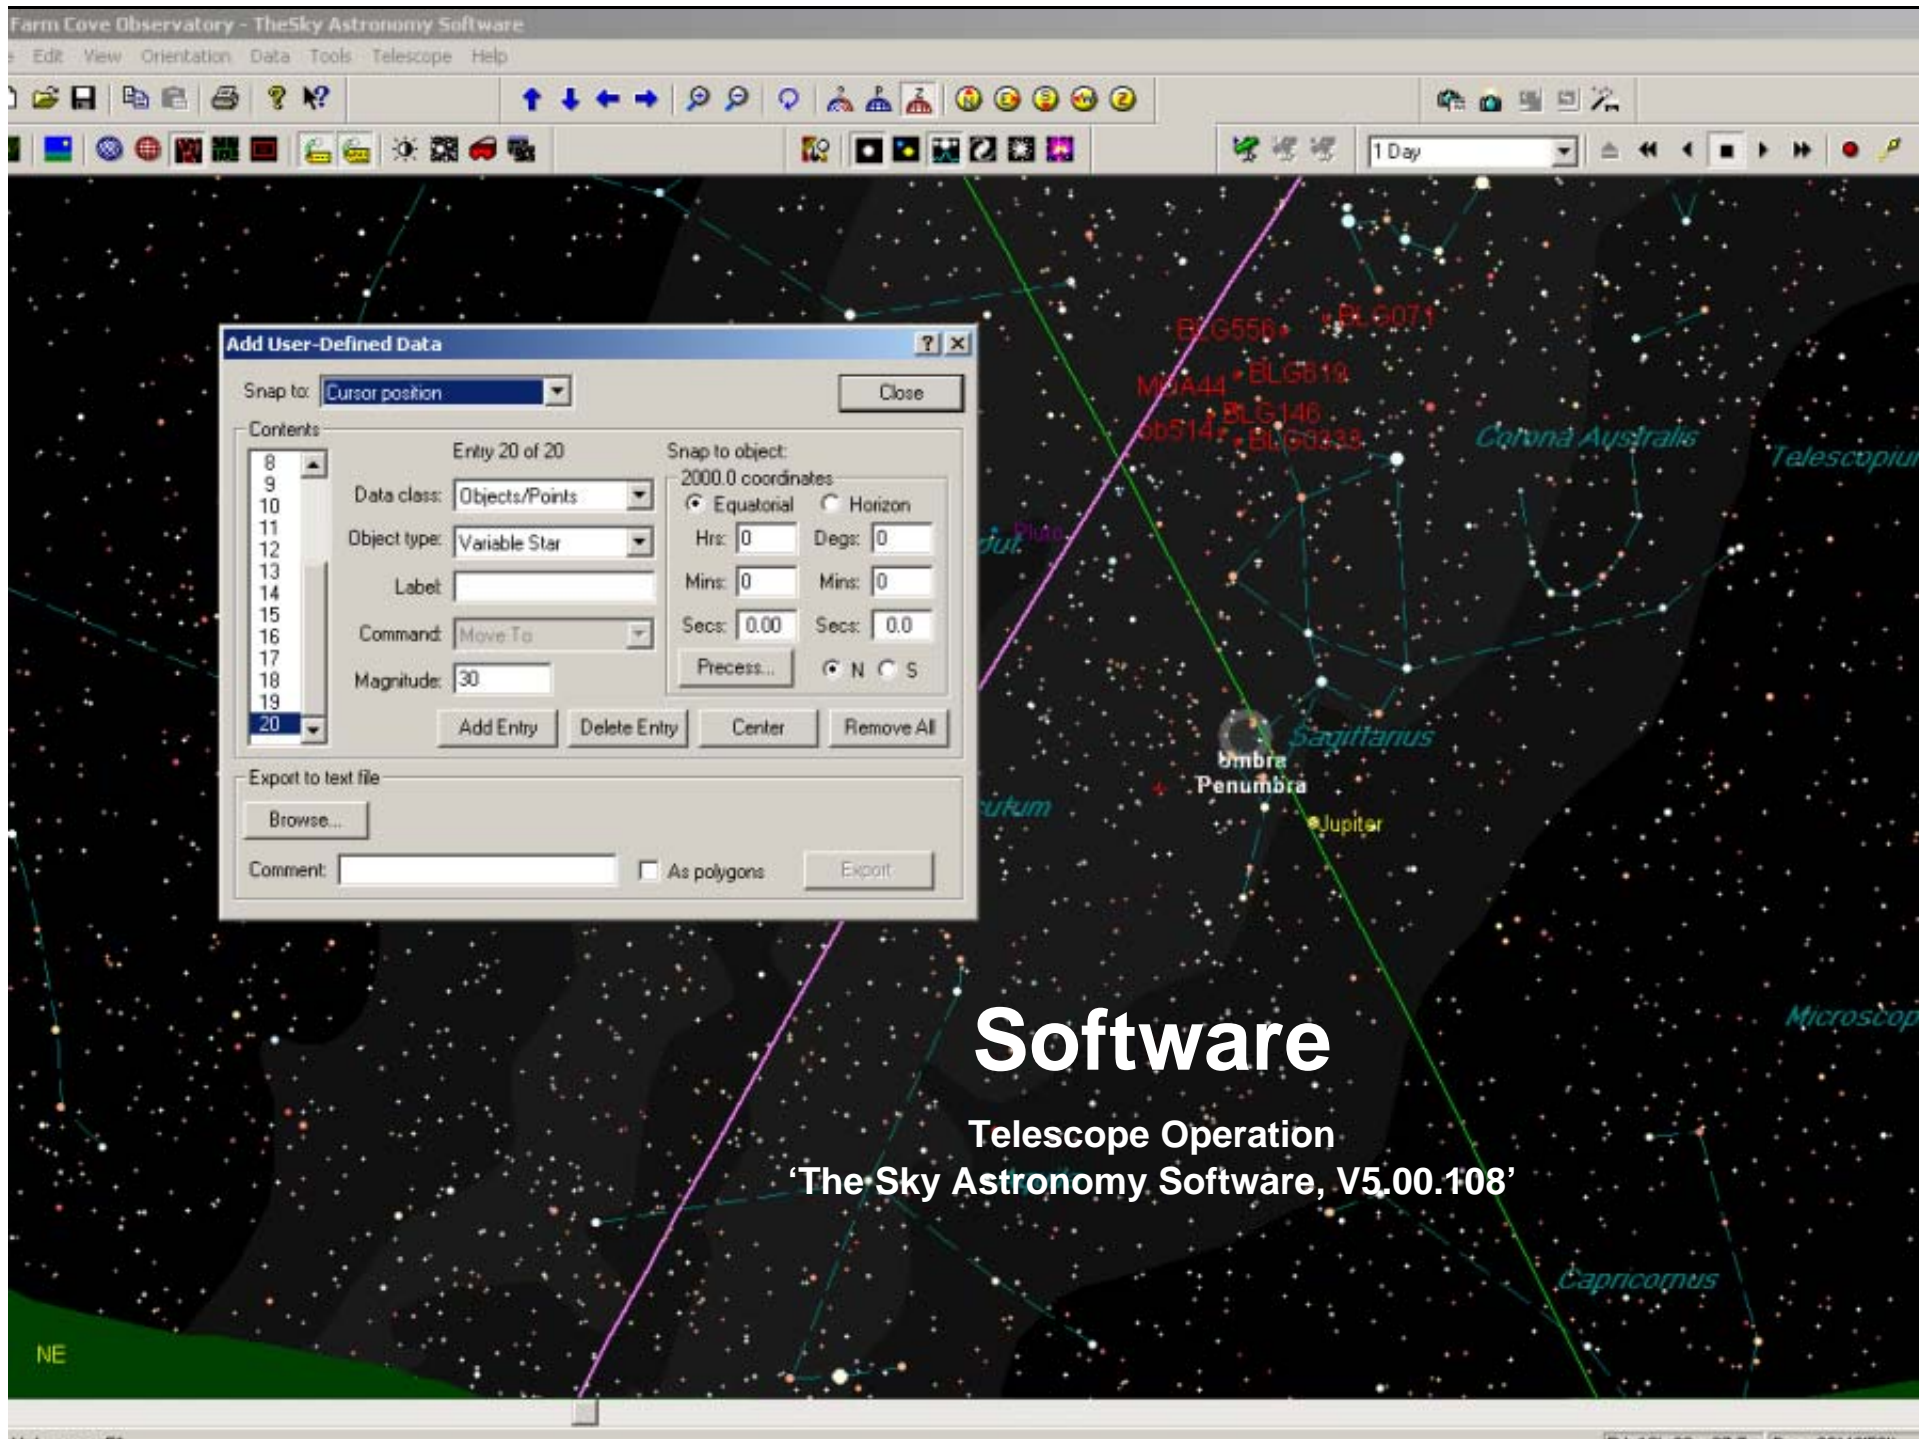 Farm Cove Observatory - TheSky Astronomy Software
Edit View Orientation Data Tools Telescope Help
1 Day
Add User-Defined Data
Snap to: Cursor position
Close
Contents
Entry 20 of 20
Snap to object:
8
9
10
11
12
13
14
15
16
17
18
19
20
Data class: Objects/Points
Object type: Variable Star
Label:
Command: Move To
Magnitude: 30
2000.0 coordinates
Equatorial Horizon
Hrs: 0 Degs: 0
Mins: 0 Mins: 0
Secs: 0.00 Secs: 0.0
Precess... N S
Add Entry Delete Entry Center Remove All
Export to text file
Browse...
Comment: As polygons Export
BLG556 BLG071
MOA44 BLG619
BLG146
ob514 BLG0233
Corona Australis
Telescopiu
Pluto
Sagittarius
Umbra
Penumbra
utum
Jupiter
Microscop
Software
Telescope Operation
‘The Sky Astronomy Software, V5.00.108’
Capricornus
NE